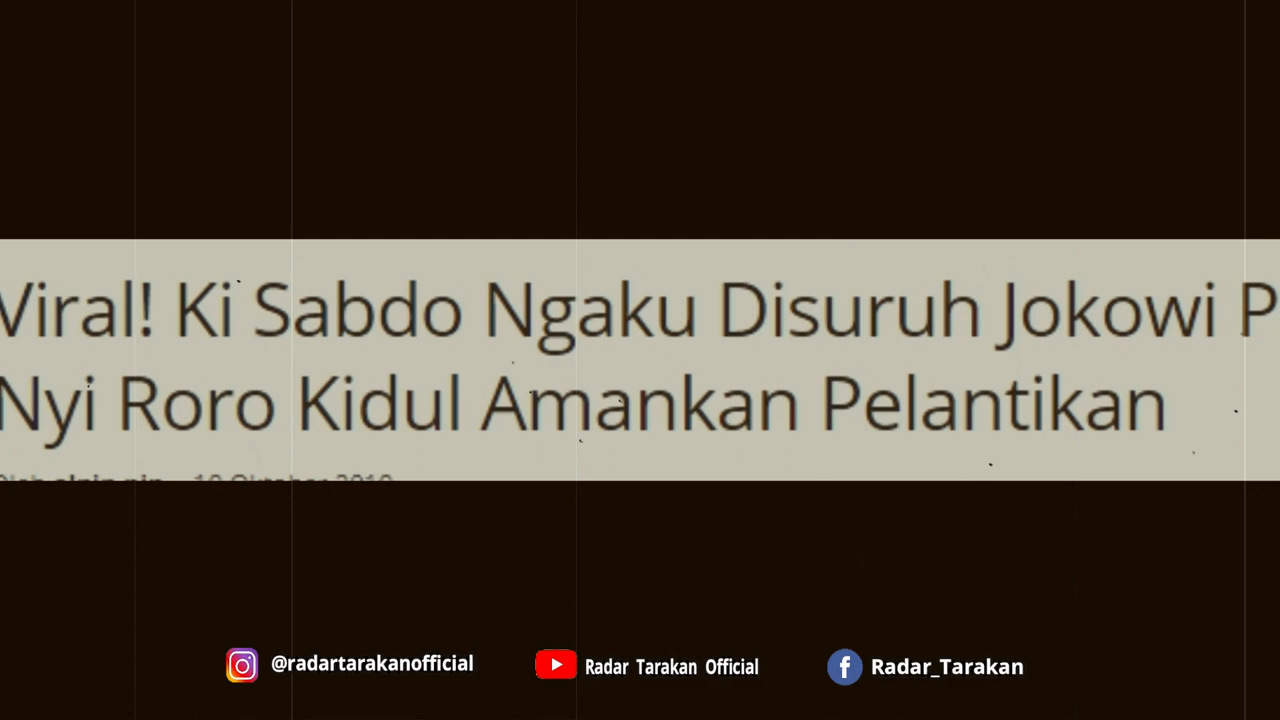 Viral! Ki Sabdo Ngaku Disuruh Jokowi P
Nyi Roro Kidul Amankan Pelantikan
@radartarakanofficial
Radar Tarakan Official
Radar_Tarakan